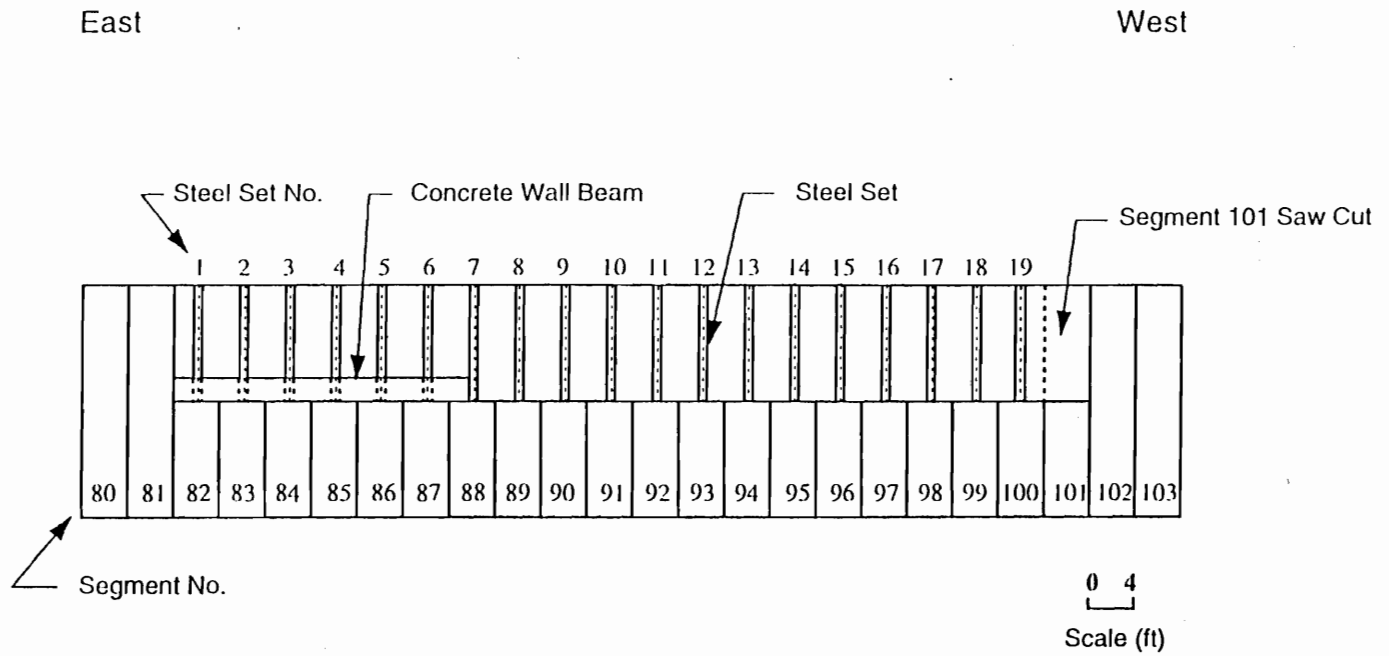 East West
Steel Set No. Concrete Wall Beam Steel Set
Segment 101 Saw Cut
1 2 3 4 5 6 7 8 9 10 11 12 13 14 15 16 17 18 19
80 81 82 83 84 85 86 87 88 89 90 91 92 93 94 95 96 97 98 99 100 101 102 103
Segment No.
0 4
Scale (ft)